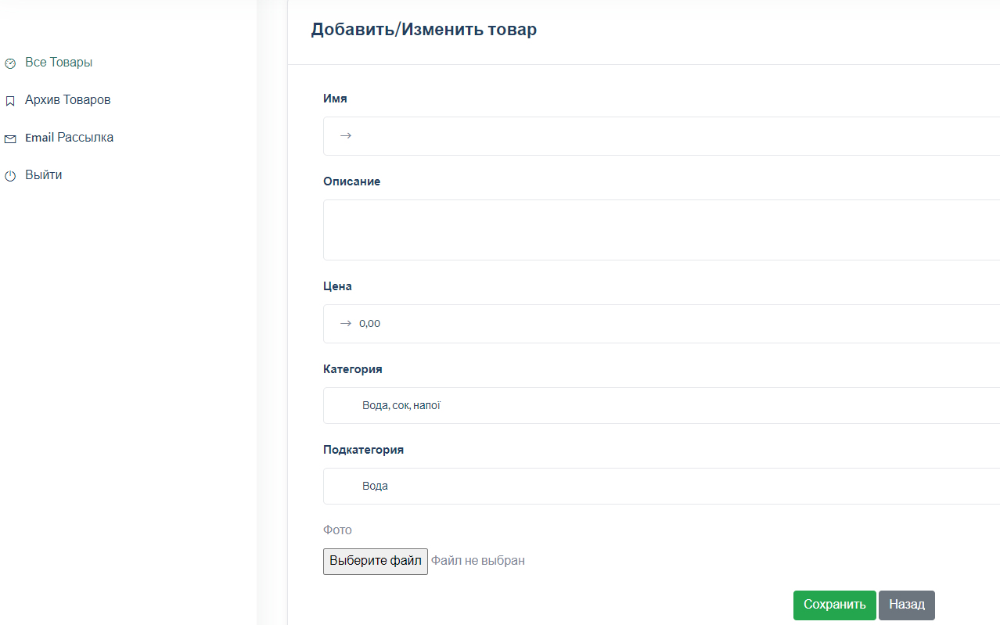 Добавить/Изменить товар
Все Товары
Архив Товаров
Email Рассылка
Выйти
Имя
Описание
Цена
0,00
Категория
Вода, сок, напої
Подкатегория
Вода
Фото
Выберите файл Файл не выбран
Сохранить Назад